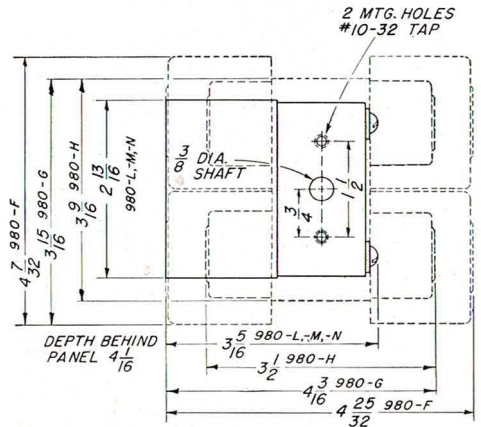 2 MTG. HOLES
#10-32 TAP
4 7/32 980-F
3 15/16 980-G
3 9/16 980-H
2 13/16
980-L,-M,-N
3/8 DIA.
SHAFT
1 1/2
3/4
DEPTH BEHIND
PANEL 4 1/16
3 5/16 980-L,-M,-N
3 1/2 980-H
4 3/16 980-G
4 25/32 980-F